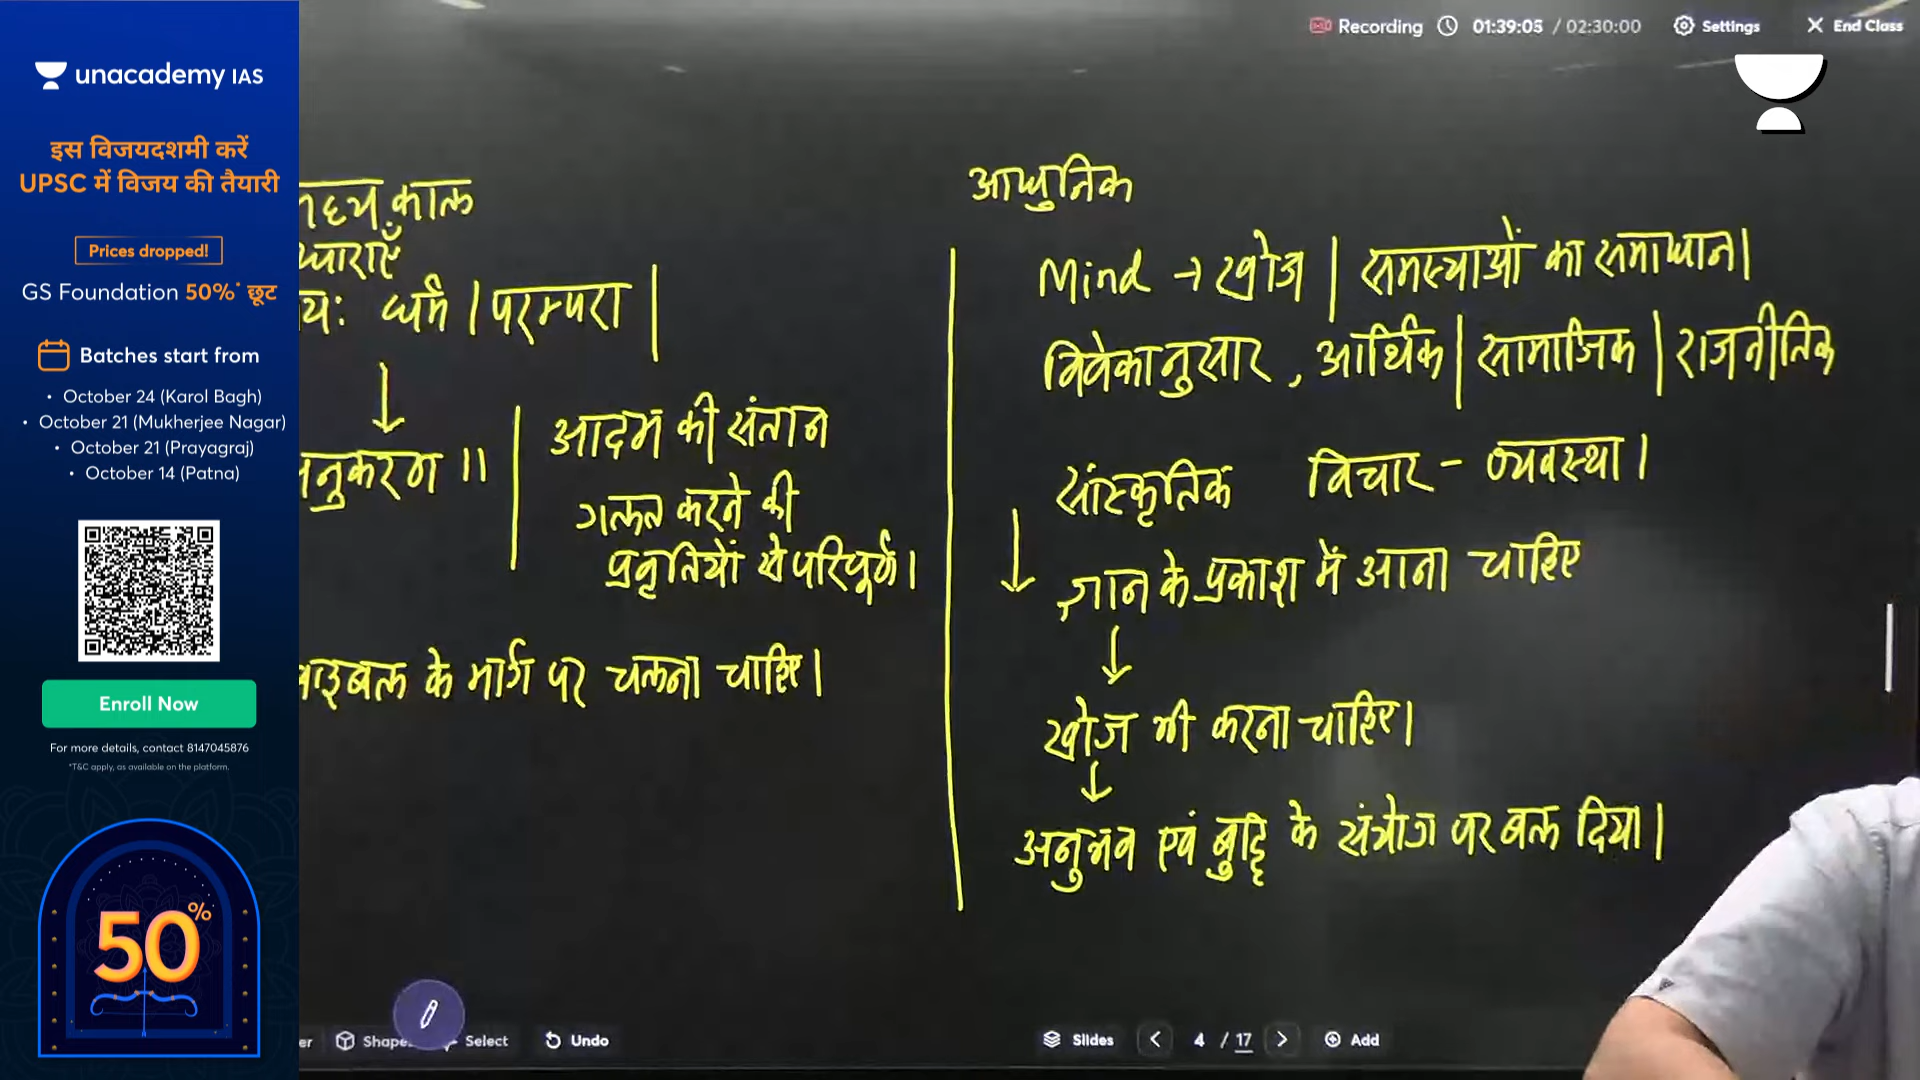 unacademy IAS
इस विजयदशमी करें
UPSC में विजय की तैयारी
Prices dropped!
GS Foundation 50%* छूट
Batches start from
• October 24 (Karol Bagh)
• October 21 (Mukherjee Nagar)
• October 21 (Prayagraj)
• October 14 (Patna)
Enroll Now
For more details, contact 8147045876
*T&C apply, as available on the platform.
50%
Recording 01:39:05 / 02:30:00 Settings End Class
काल
धाराएँ
धर्म | परम्परा |
↓
नुकरण ॥
आदम की संतान
गलत करने की
प्रवृतियों से परिपूर्ण।
बाइबल के मार्ग पर चलना चाहिए।
आधुनिक
Mind → खोज | समस्याओं का समाधान।
विवेकानुसार, आर्थिक | सामाजिक | राजनीतिक
सांस्कृतिक विचार - व्यवस्था।
↓ ज्ञान के प्रकाश में आना चाहिए
↓
खोज भी करना चाहिए।
↓
अनुभव एवं बुद्धि के संयोग पर बल दिया।
Select Undo Slides 4 / 17 Add